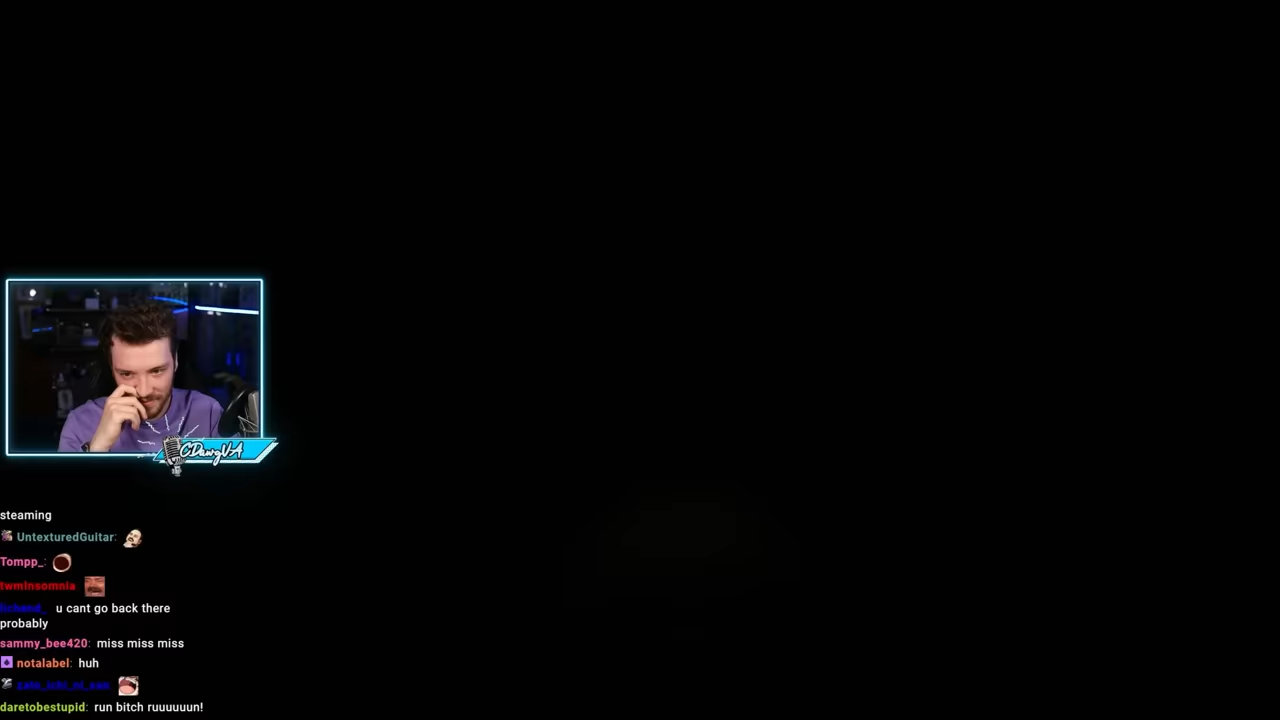 CDawgVA
steaming
UntexturedGuitar:
Tompp_:
twmInsomnia
u cant go back there
probably
sammy_bee420: miss miss miss
notalabel: huh
daretobestupid: run bitch ruuuuuun!